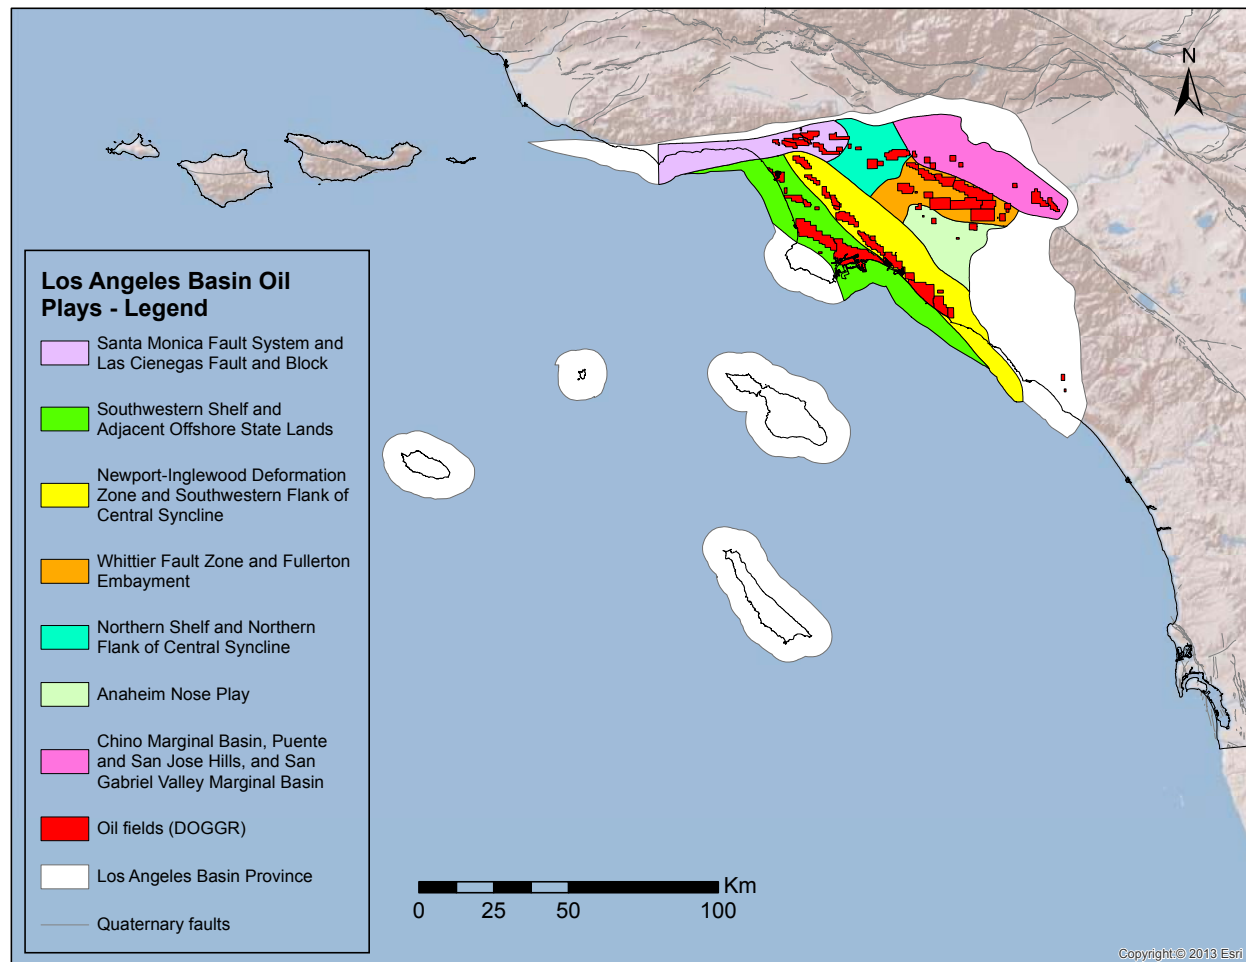 N
Los Angeles Basin Oil
Plays - Legend
Santa Monica Fault System and
Las Cienegas Fault and Block
Southwestern Shelf and
Adjacent Offshore State Lands
Newport-Inglewood Deformation
Zone and Southwestern Flank of
Central Syncline
Whittier Fault Zone and Fullerton
Embayment
Northern Shelf and Northern
Flank of Central Syncline
Anaheim Nose Play
Chino Marginal Basin, Puente
and San Jose Hills, and San
Gabriel Valley Marginal Basin
Oil fields (DOGGR)
Los Angeles Basin Province
Quaternary faults
Km
0 25 50 100
Copyright:© 2013 Esri